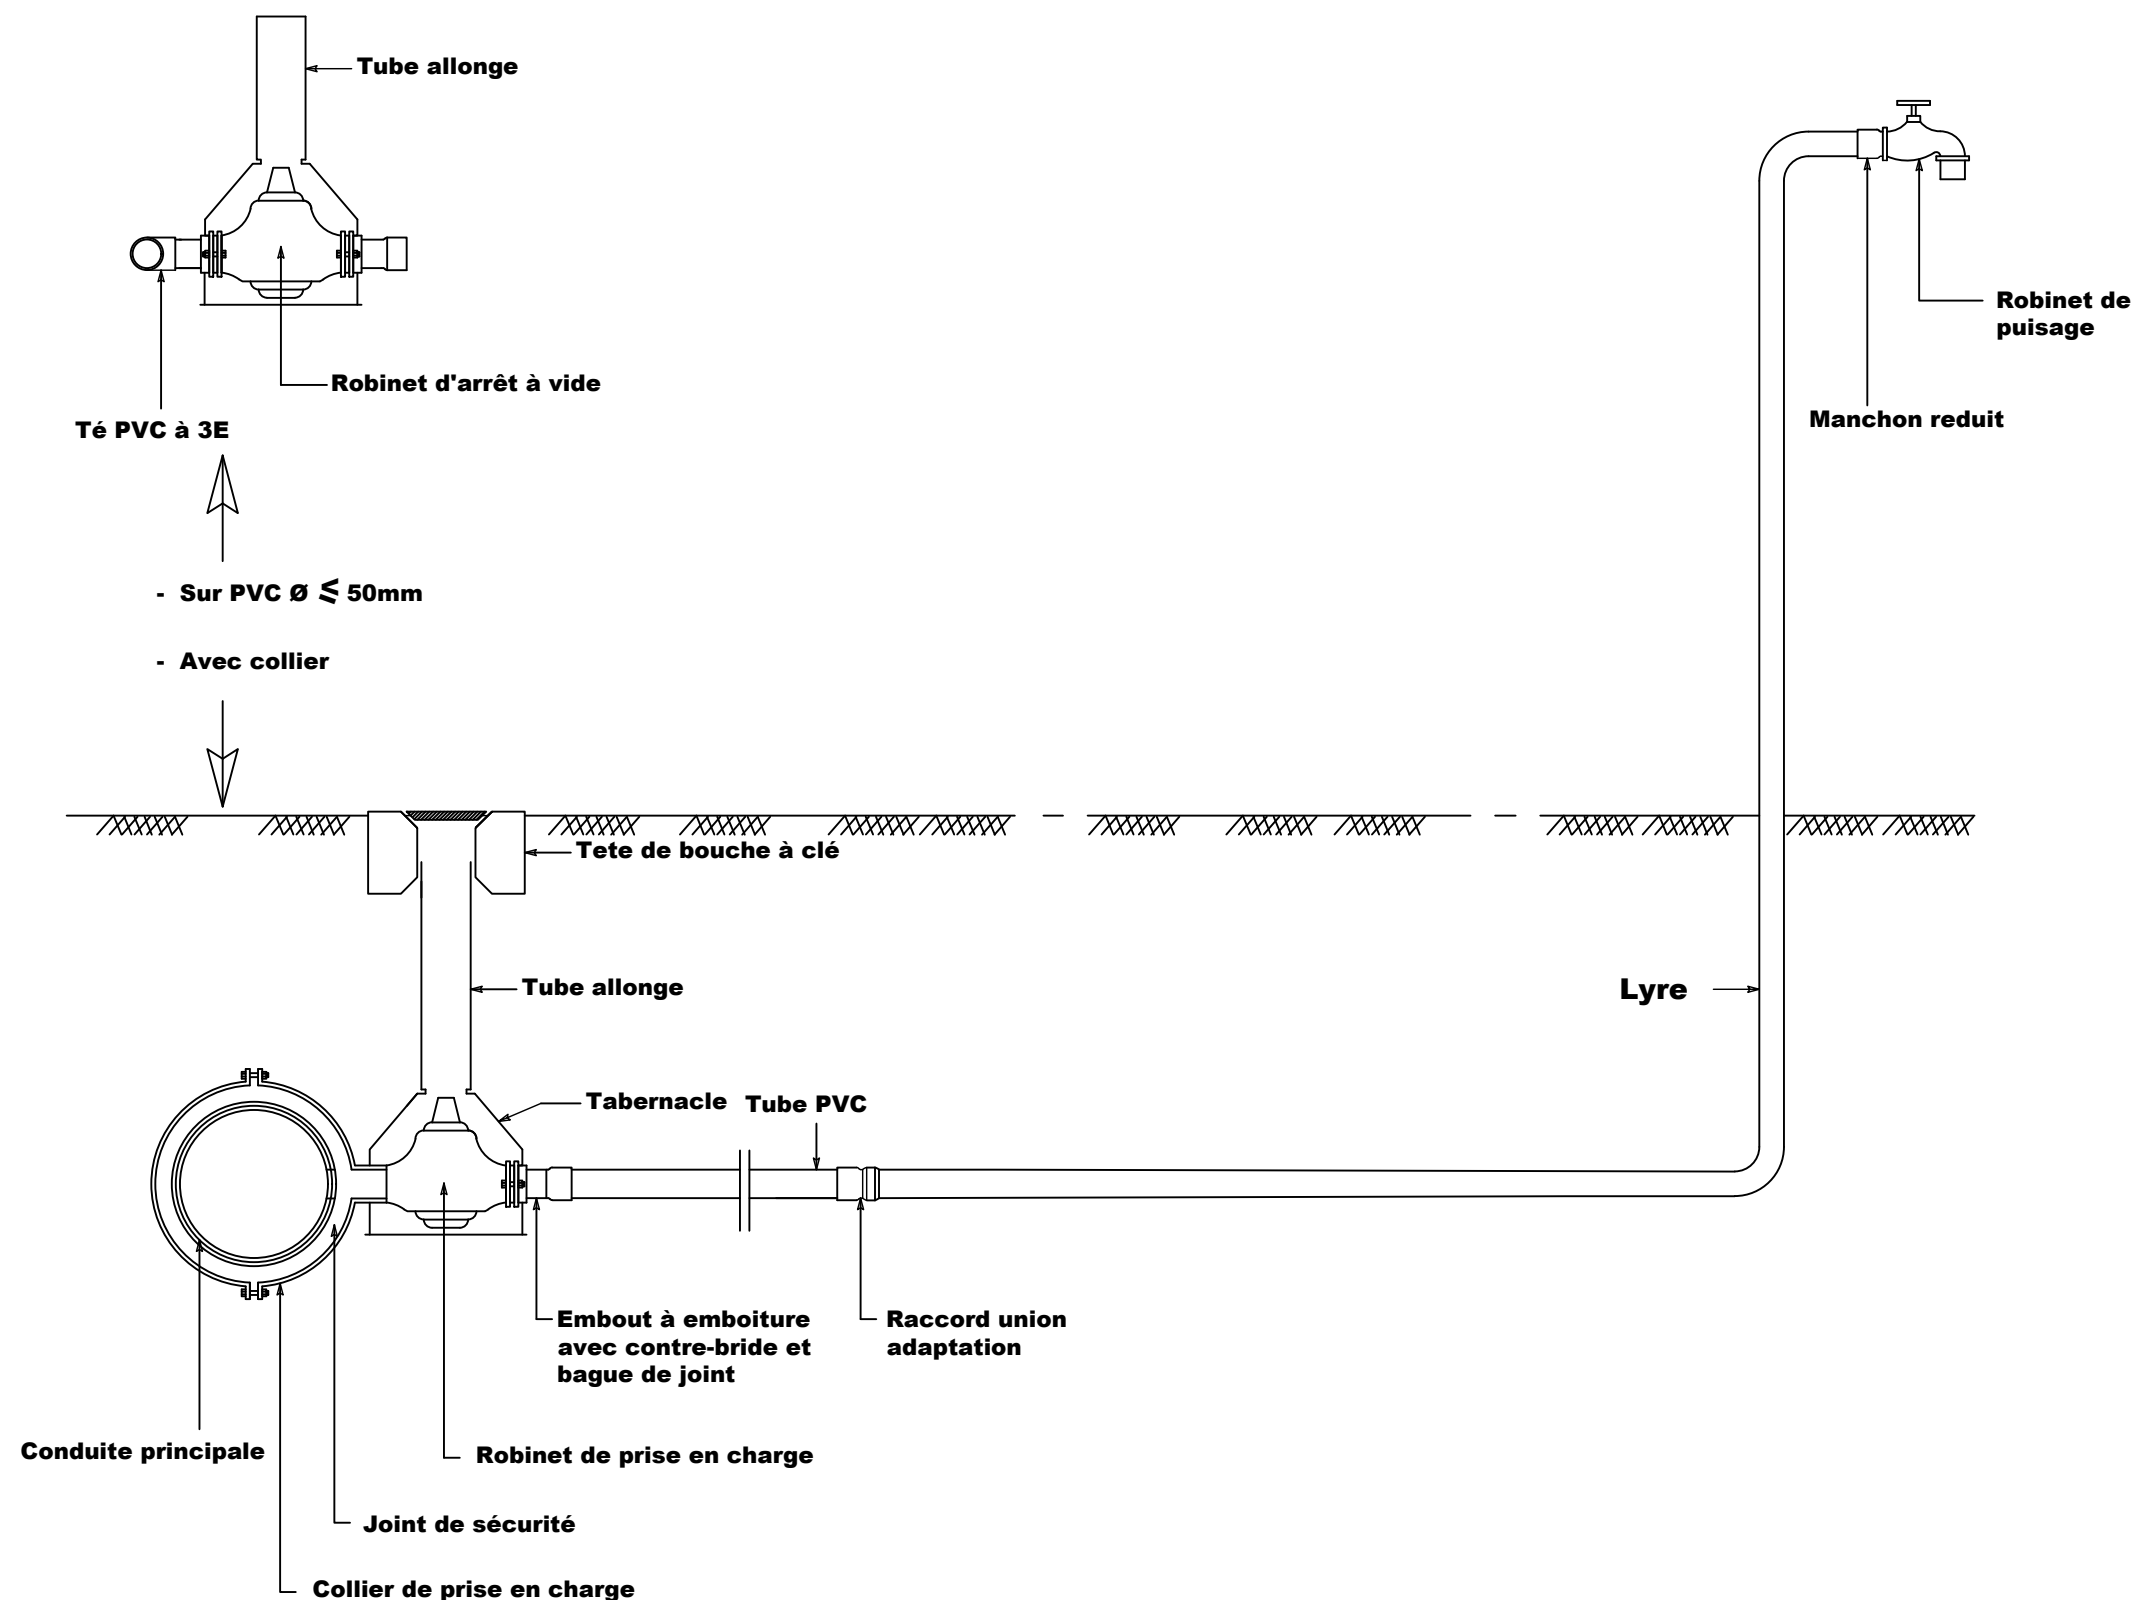 Tube allonge
Robinet de
puisage
Robinet d'arrêt à vide
Manchon reduit
Té PVC à 3E
- Sur PVC Ø ≤ 50mm
- Avec collier
Tete de bouche à clé
Tube allonge
Lyre
Tabernacle
Tube PVC
Embout à emboiture
avec contre-bride et
bague de joint
Raccord union
adaptation
Conduite principale
Robinet de prise en charge
Joint de sécurité
Collier de prise en charge